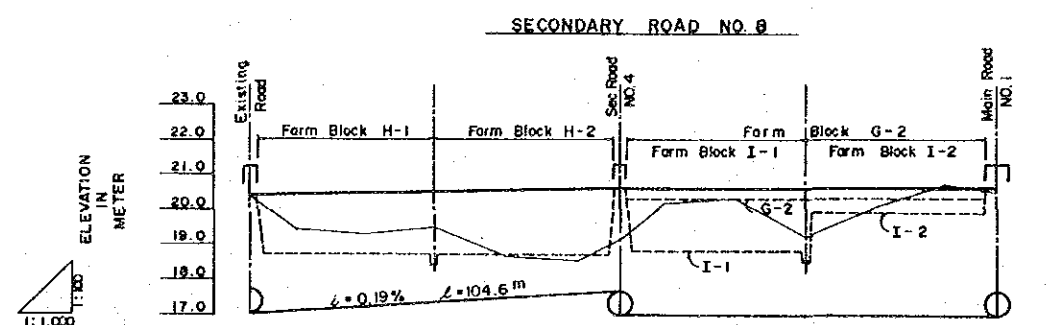 SECONDARY ROAD NO. 8
Existing Road
Sec Road NO.4
Main Road NO.1
23.0
22.0
21.0
20.0
19.0
18.0
17.0
ELEVATION IN METER
Farm Block H-1
Farm Block H-2
Farm Block G-2
Farm Block I-1
Farm Block I-2
G-2
I-2
I-1
i = 0.19% l = 104.6 m
1:100
1:1,000